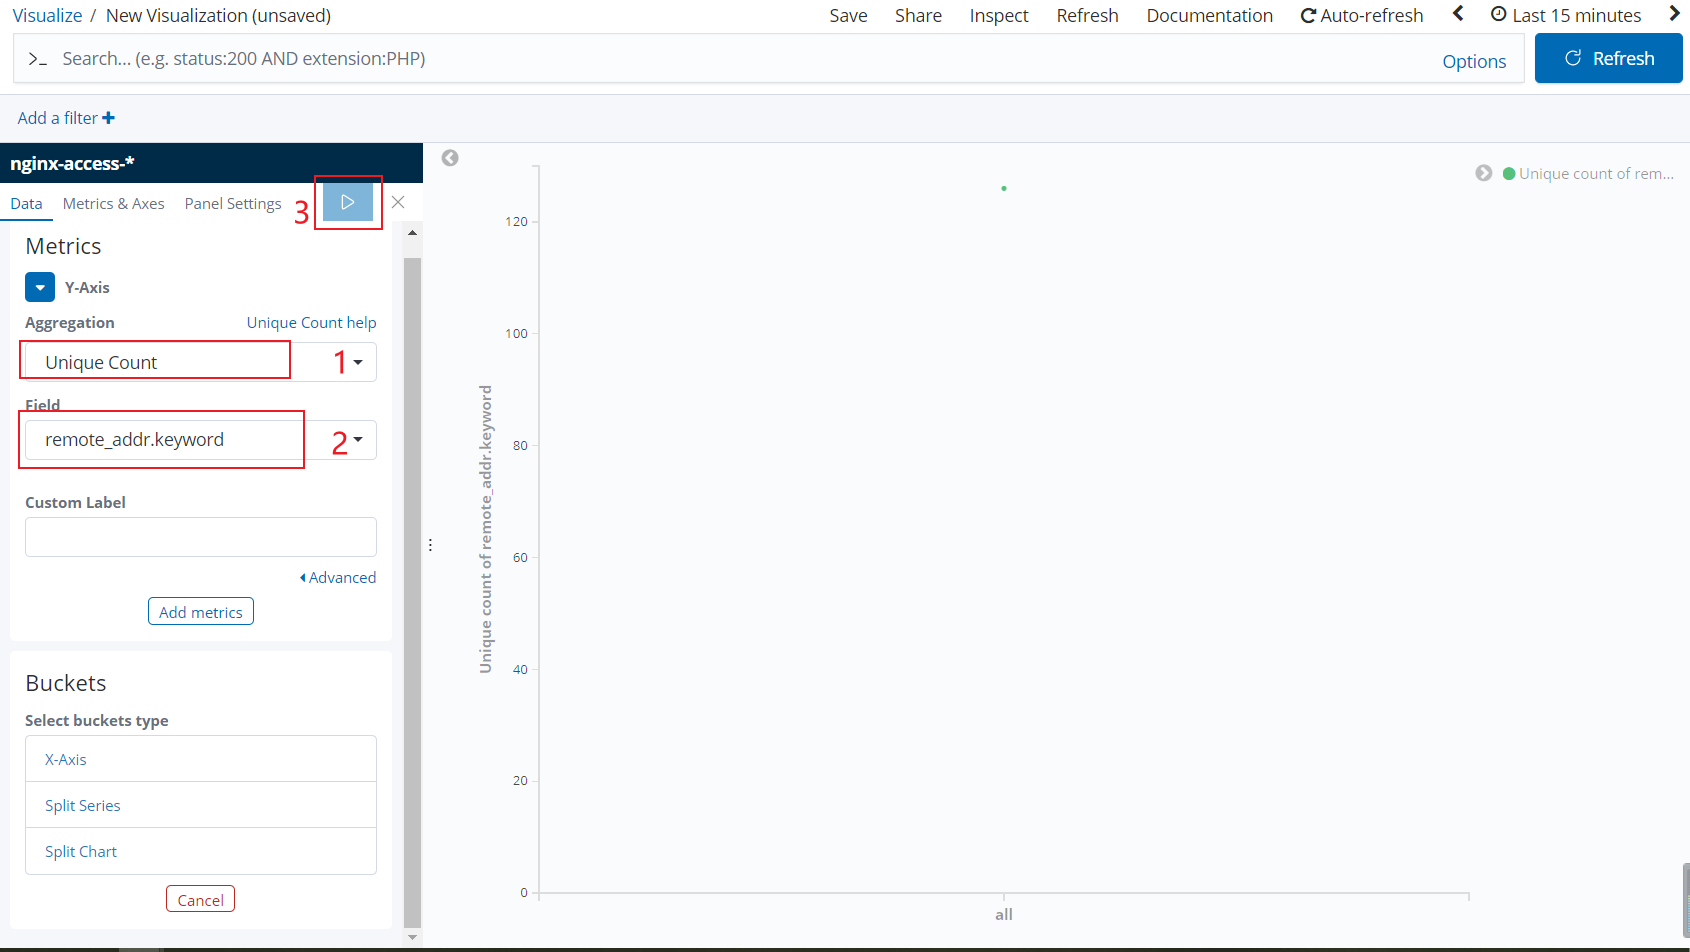 Visualize / New Visualization (unsaved)
Save Share Inspect Refresh Documentation Auto-refresh Last 15 minutes
>_ Search... (e.g. status:200 AND extension:PHP)
Options
Refresh
Add a filter +
nginx-access-*
Data Metrics & Axes Panel Settings 3
Metrics
Y-Axis
Aggregation Unique Count help
Unique Count 1
Field
remote_addr.keyword 2
Custom Label
Advanced
Add metrics
Buckets
Select buckets type
X-Axis
Split Series
Split Chart
Cancel
Unique count of remote_addr.keyword
120
100
80
60
40
20
0
all
Unique count of rem...